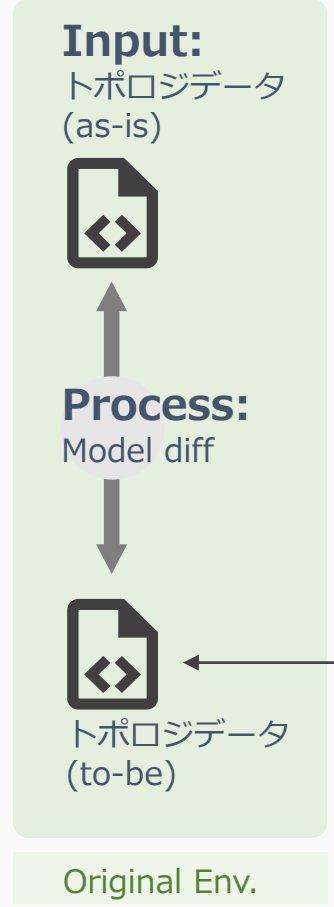 Input:
トポロジデータ
(as-is)
Process:
Model diff
トポロジデータ
(to-be)
Original Env.